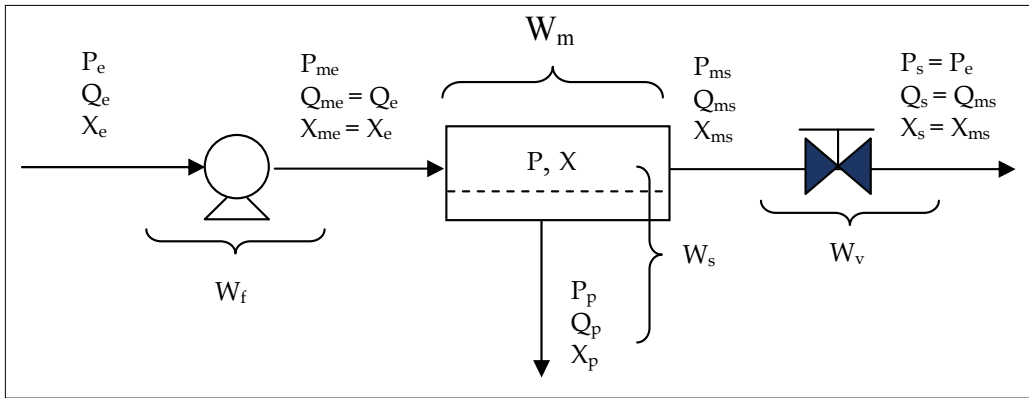 W_m
P_e
Q_e
X_e
P_me
Q_me = Q_e
X_me = X_e
P_ms
Q_ms
X_ms
P_s = P_e
Q_s = Q_ms
X_s = X_ms
P, X
W_f
P_p
Q_p
X_p
W_s
W_v